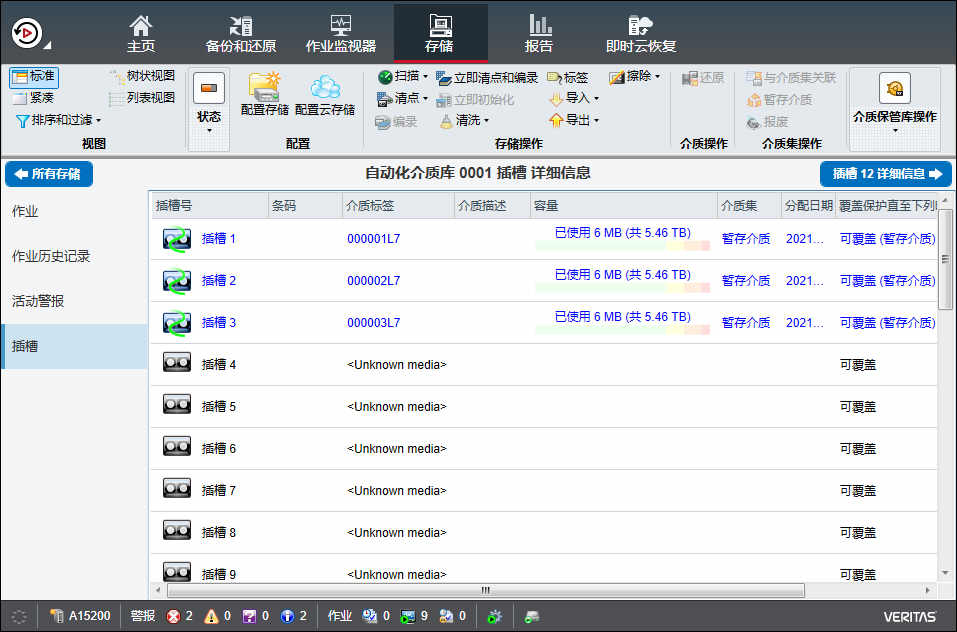 主页
备份和还原
作业监视器
存储
报告
即时云恢复
标准
紧凑
排序和过滤
树状视图
列表视图
视图
状态
配置存储
配置云存储
配置
扫描
清点
编录
立即清点和编录
立即初始化
清洗
标签
导入
导出
擦除
存储操作
还原
介质操作
与介质集关联
暂存介质
报废
介质集操作
介质保管库操作
所有存储
自动化介质库 0001 插槽 详细信息
插槽 12 详细信息
作业
作业历史记录
活动警报
插槽
插槽号 条码 介质标签 介质描述 容量 介质集 分配日期 覆盖保护直至下列
插槽 1 000001L7 已使用 6 MB (共 5.46 TB) 暂存介质 2021... 可覆盖 (暂存介质)
插槽 2 000002L7 已使用 6 MB (共 5.46 TB) 暂存介质 2021... 可覆盖 (暂存介质)
插槽 3 000003L7 已使用 6 MB (共 5.46 TB) 暂存介质 2021... 可覆盖 (暂存介质)
插槽 4 <Unknown media> 可覆盖
插槽 5 <Unknown media> 可覆盖
插槽 6 <Unknown media> 可覆盖
插槽 7 <Unknown media> 可覆盖
插槽 8 <Unknown media> 可覆盖
插槽 9 <Unknown media> 可覆盖
A15200 警报 2 0 0 2 作业 0 9 0 VERITAS